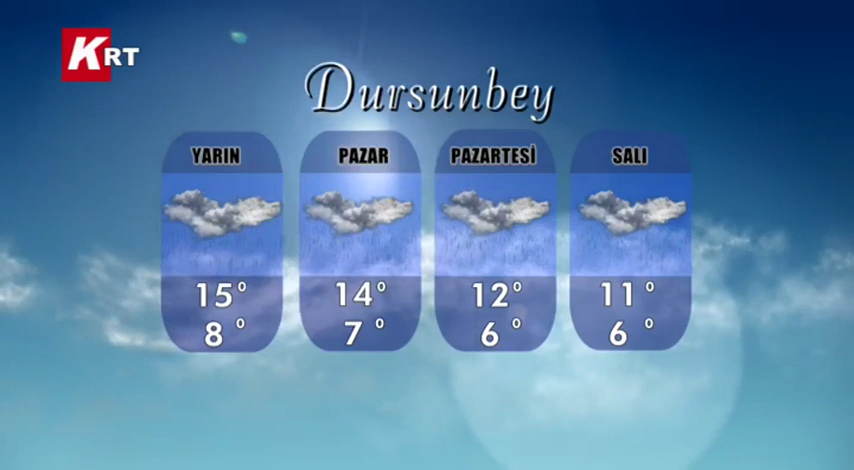 KRT
Dursunbey
YARIN PAZAR PAZARTESİ SALI
15° 14° 12° 11°
8° 7° 6° 6°